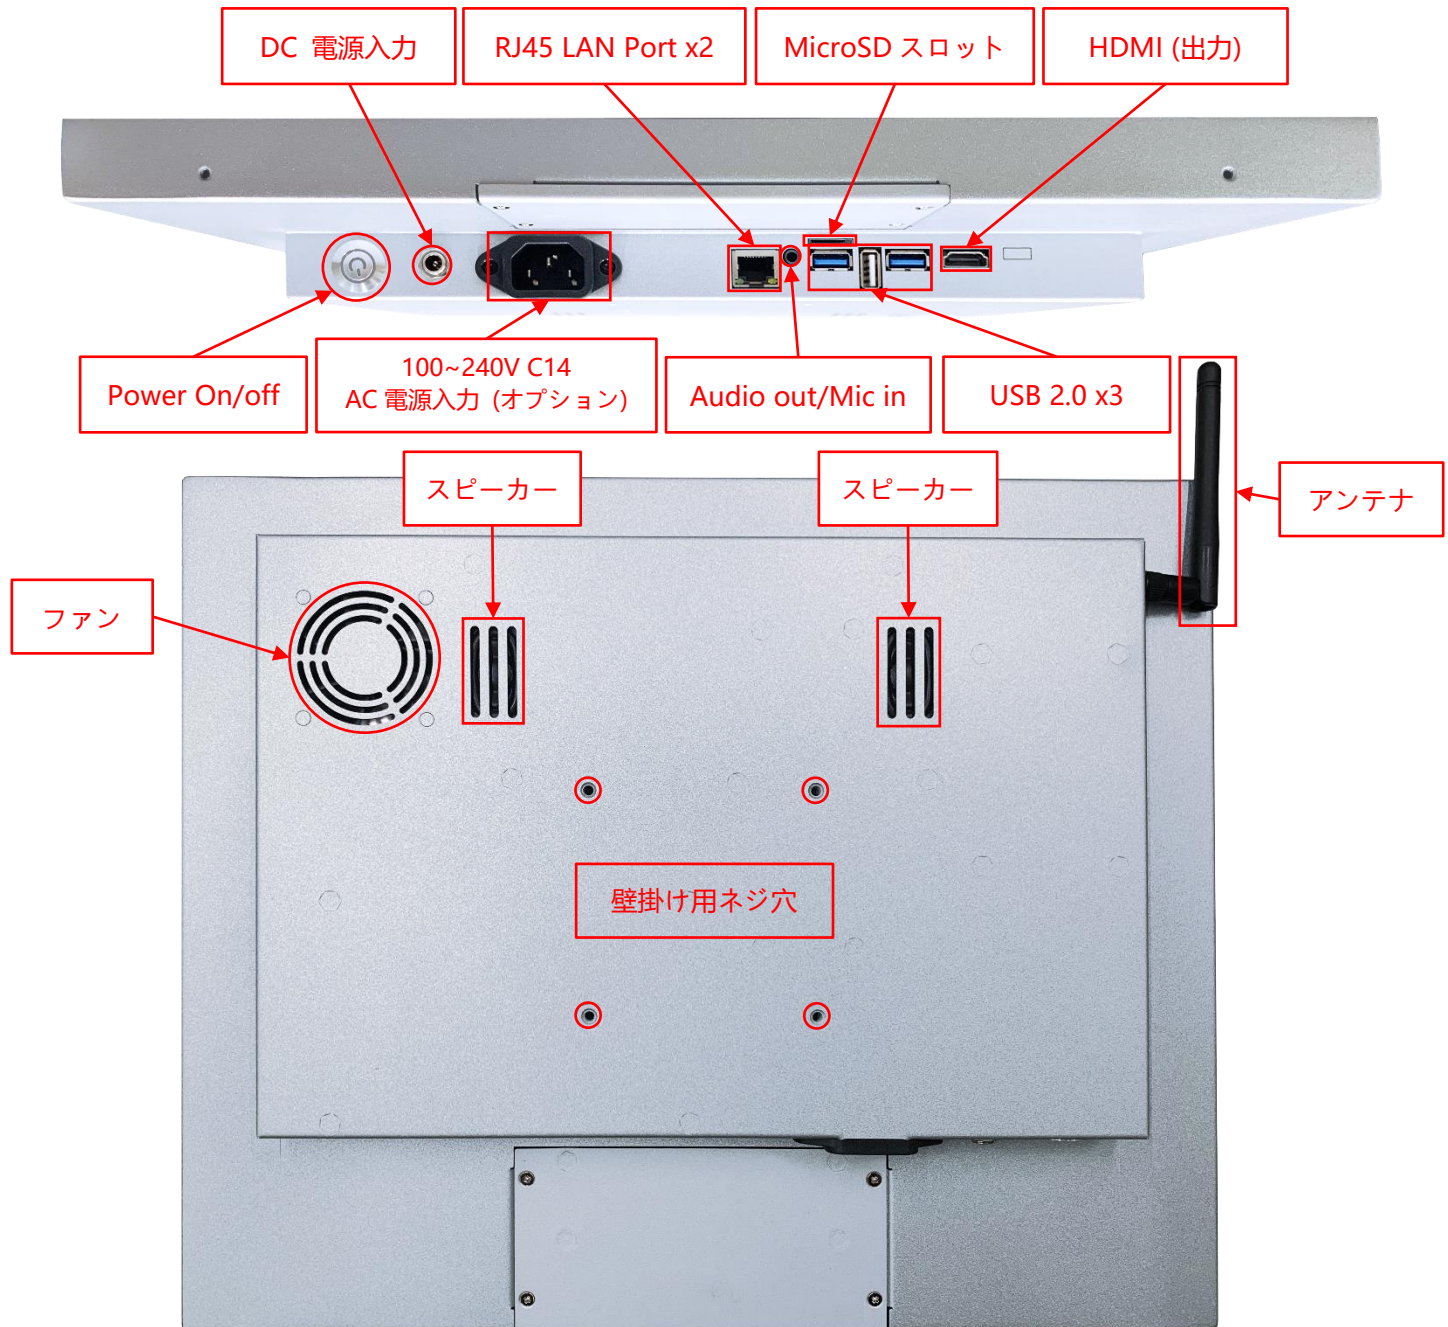 DC 電源入力
RJ45 LAN Port x2
MicroSD スロット
HDMI (出力)
Power On/off
100~240V C14
AC 電源入力 (オプション)
Audio out/Mic in
USB 2.0 x3
スピーカー
スピーカー
アンテナ
ファン
壁掛け用ネジ穴